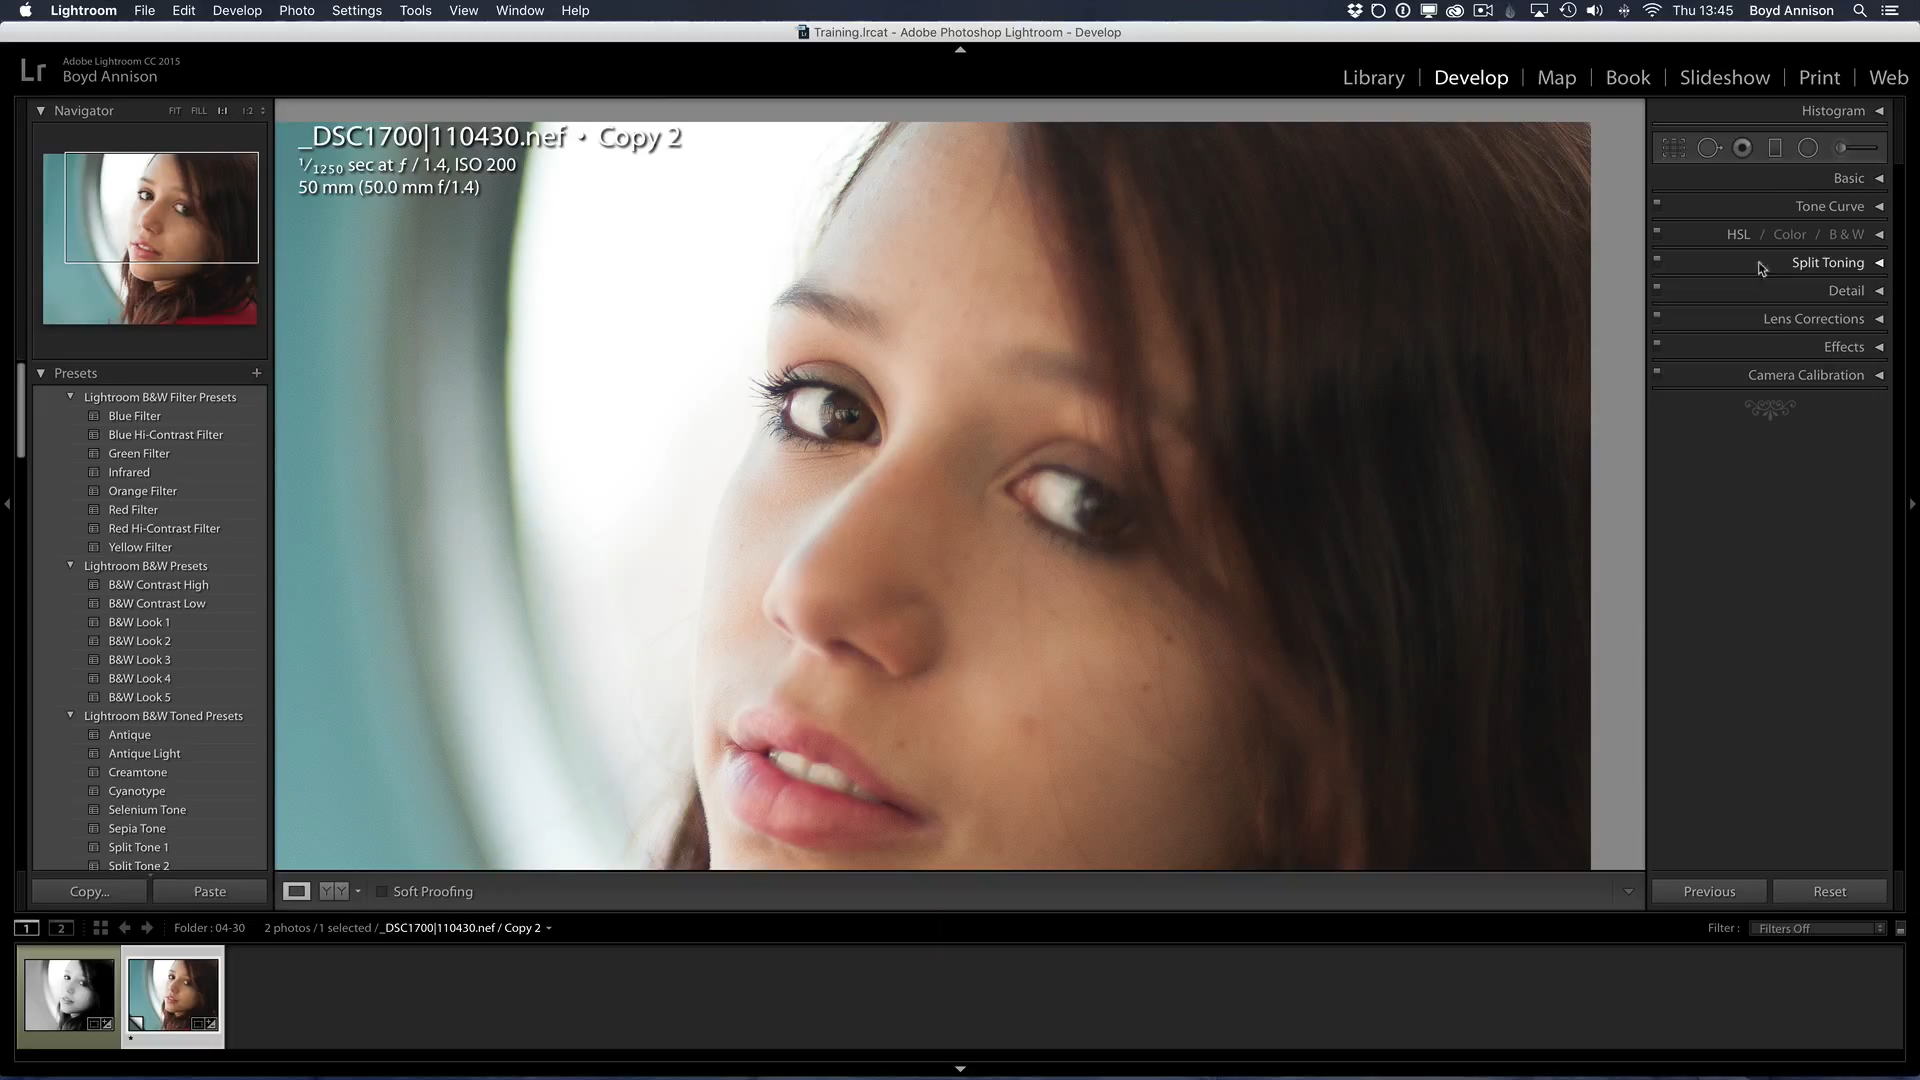 Lightroom File Edit Develop Photo Settings Tools View Window Help Thu 13:45 Boyd Annison
Training.lrcat - Adobe Photoshop Lightroom - Develop
Lr Adobe Lightroom CC 2015
Boyd Annison
Library | Develop | Map | Book | Slideshow | Print | Web
Navigator FIT FILL 1:1 1:2
Presets +
Lightroom B&W Filter Presets
Blue Filter
Blue Hi-Contrast Filter
Green Filter
Infrared
Orange Filter
Red Filter
Red Hi-Contrast Filter
Yellow Filter
Lightroom B&W Presets
B&W Contrast High
B&W Contrast Low
B&W Look 1
B&W Look 2
B&W Look 3
B&W Look 4
B&W Look 5
Lightroom B&W Toned Presets
Antique
Antique Light
Creamtone
Cyanotype
Selenium Tone
Sepia Tone
Split Tone 1
Split Tone 2
Copy... Paste
_DSC1700|110430.nef • Copy 2
1/1250 sec at ƒ / 1.4, ISO 200
50 mm (50.0 mm f/1.4)
Y Y Soft Proofing
Histogram
Basic
Tone Curve
HSL / Color / B & W
Split Toning
Detail
Lens Corrections
Effects
Camera Calibration
Previous Reset
1 2 Folder : 04-30 2 photos / 1 selected / _DSC1700|110430.nef / Copy 2 Filter : Filters Off